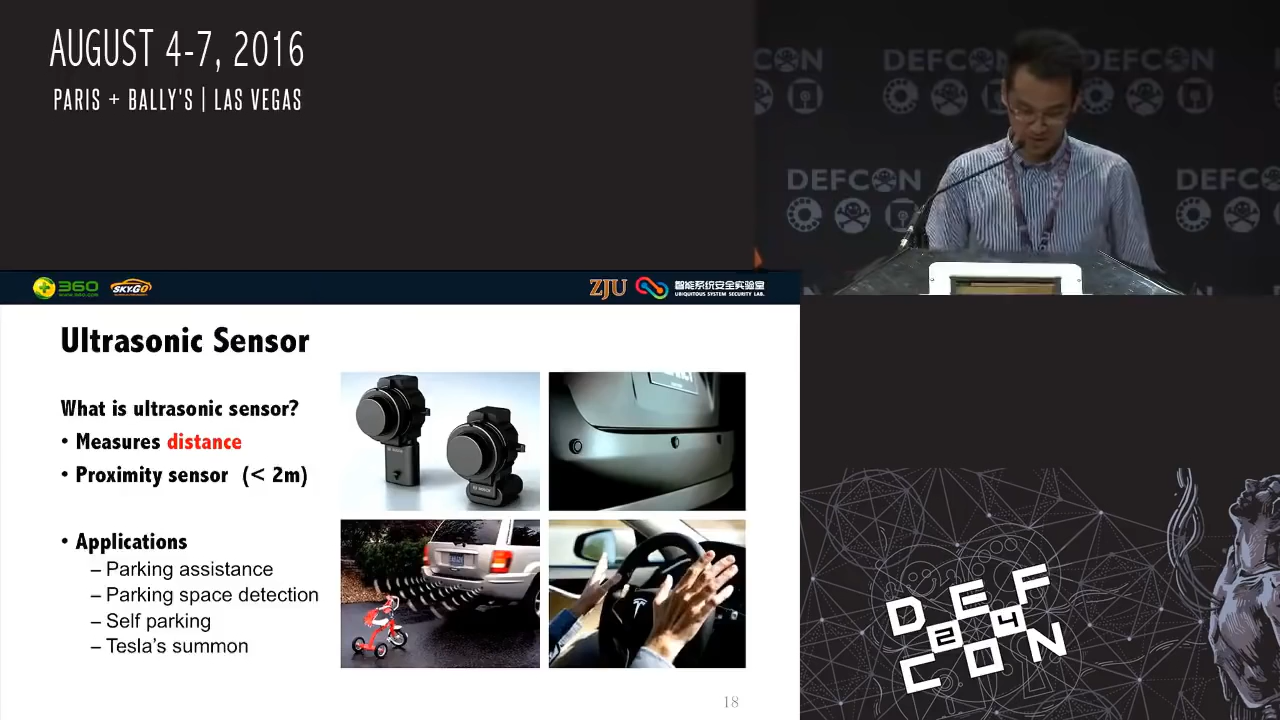 AUGUST 4-7, 2016
PARIS + BALLY'S | LAS VEGAS
DEFCON
DEFCON
DEFCON
360
SKYGO
ZJU
智能系统安全实验室
UBIQUITOUS SYSTEM SECURITY LAB.
Ultrasonic Sensor
What is ultrasonic sensor?
• Measures distance
• Proximity sensor (< 2m)
• Applications
– Parking assistance
– Parking space detection
– Self parking
– Tesla's summon
18
DEF
24
CON